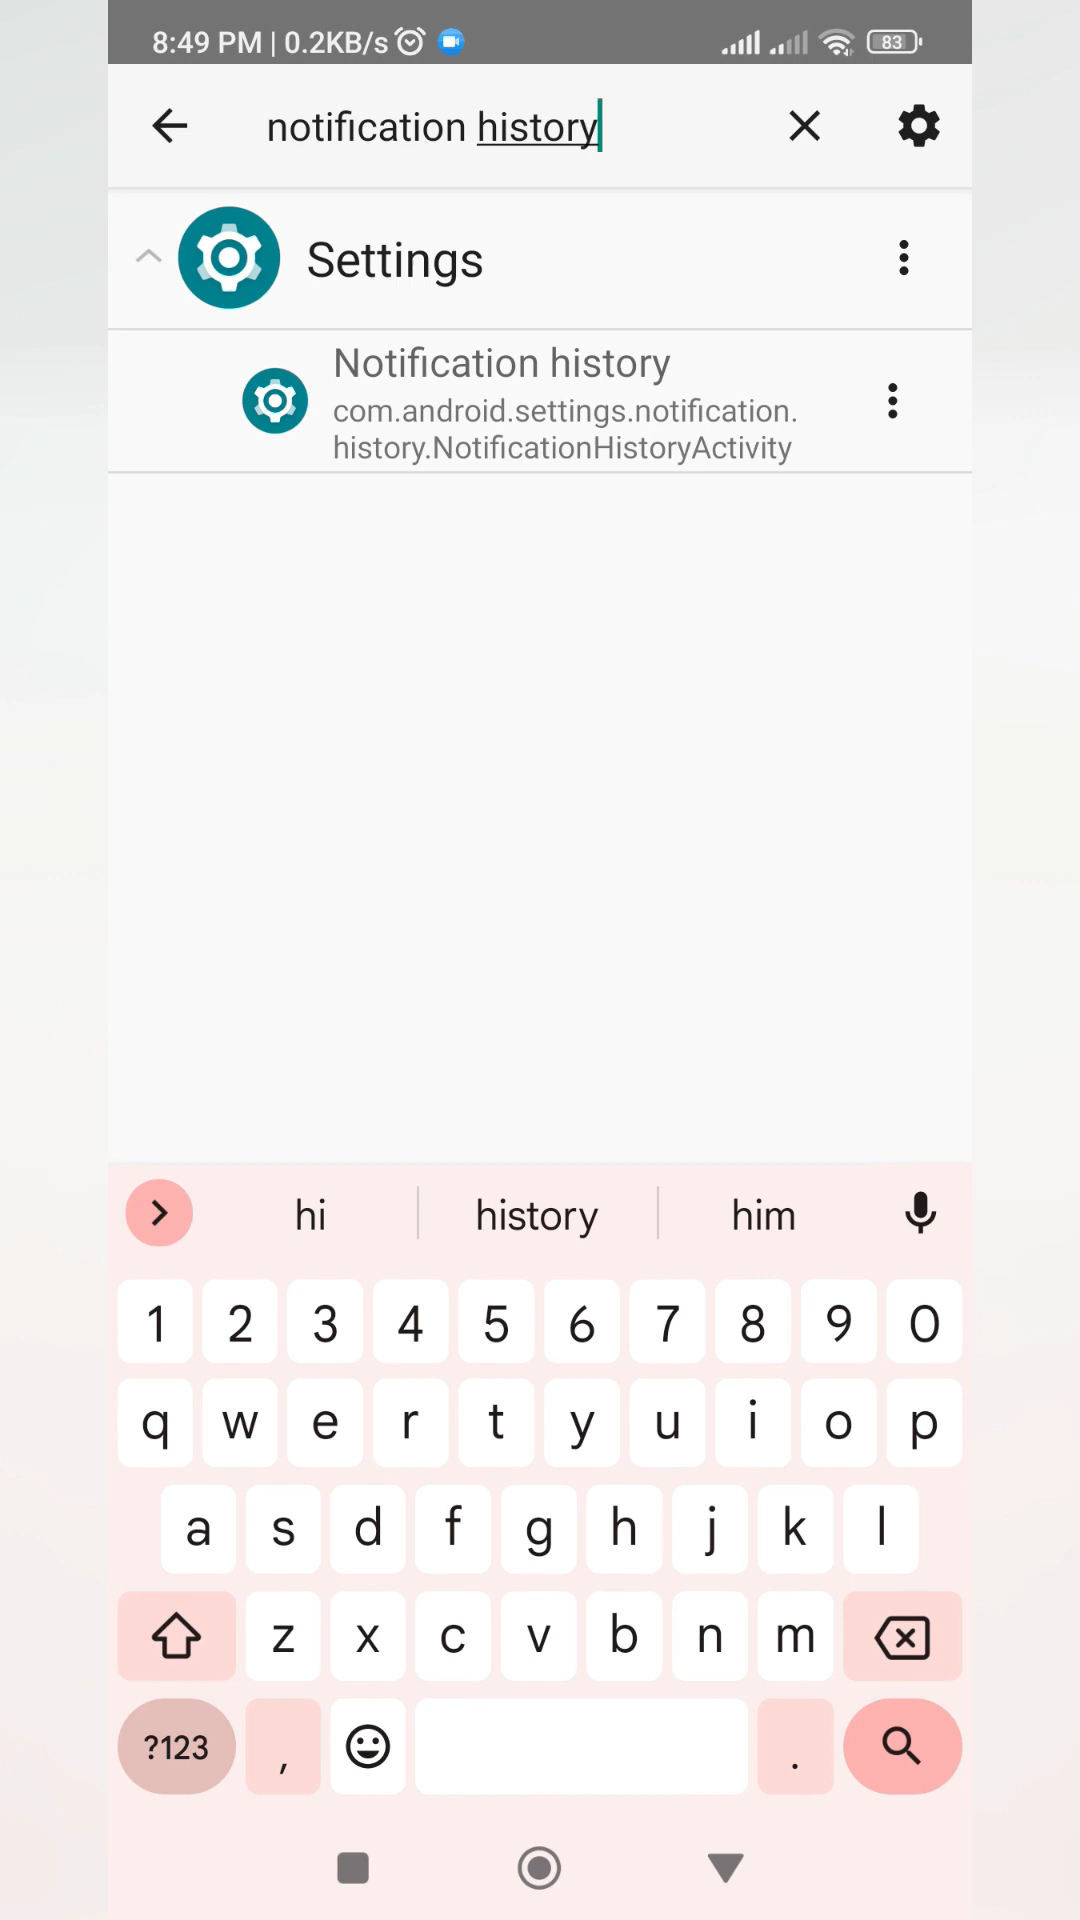 8:49 PM | 0.2KB/s 83
notification history
Settings
Notification history
com.android.settings.notification.
history.NotificationHistoryActivity
hi history him
1 2 3 4 5 6 7 8 9 0
q w e r t y u i o p
a s d f g h j k l
z x c v b n m
?123 , .